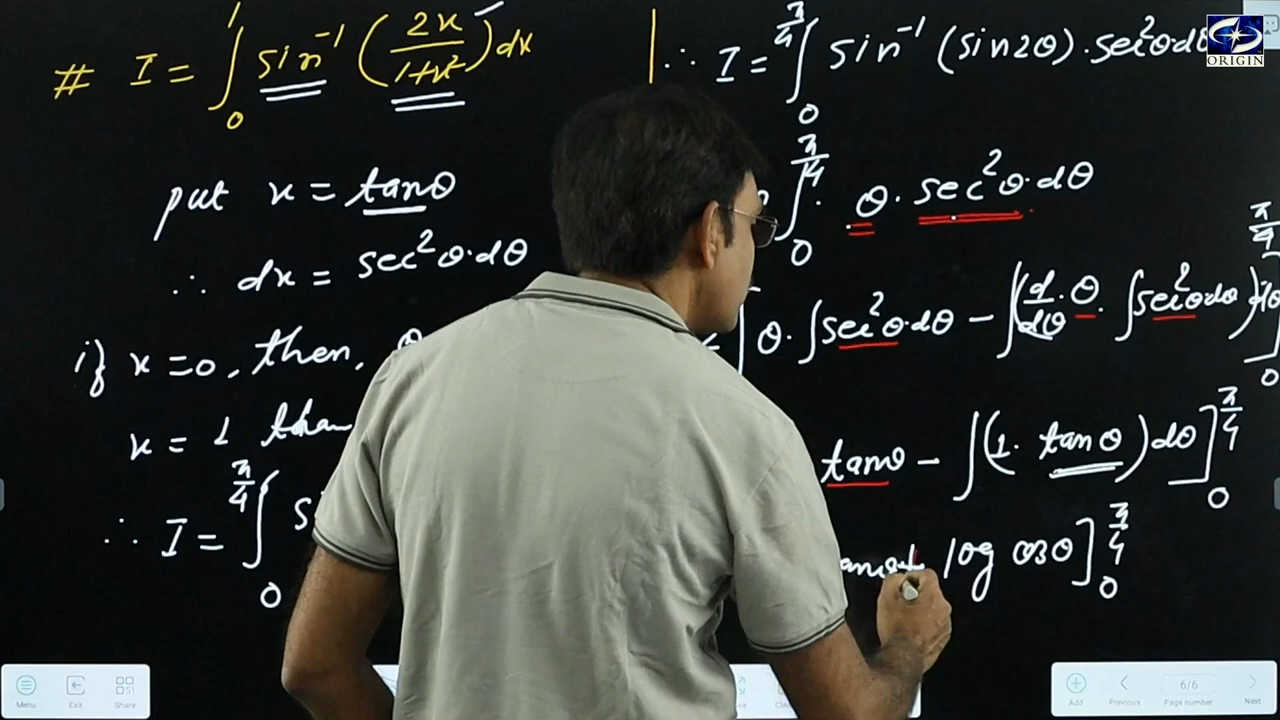 # I = ∫₀¹ sin⁻¹ (2x/1+x²) dx
put x = tanθ
∴ dx = sec²θ·dθ
if x = 0, then,
x = 1 then
∴ I = ∫₀^(π/4)
∴ I = ∫₀^(π/4) sin⁻¹ (sin2θ) · sec²θ·dθ
∫₀^(π/4) θ · sec²θ·dθ
θ · ∫sec²θ·dθ − ∫(d/dθ · θ · ∫sec²θdθ) dθ ]₀^(π/4)
tanθ − ∫(1 · tanθ) dθ ]₀^(π/4)
log cosθ ]₀^(π/4)
ORIGIN
Menu Exit Share
Add Previous 6/6 Page number Next